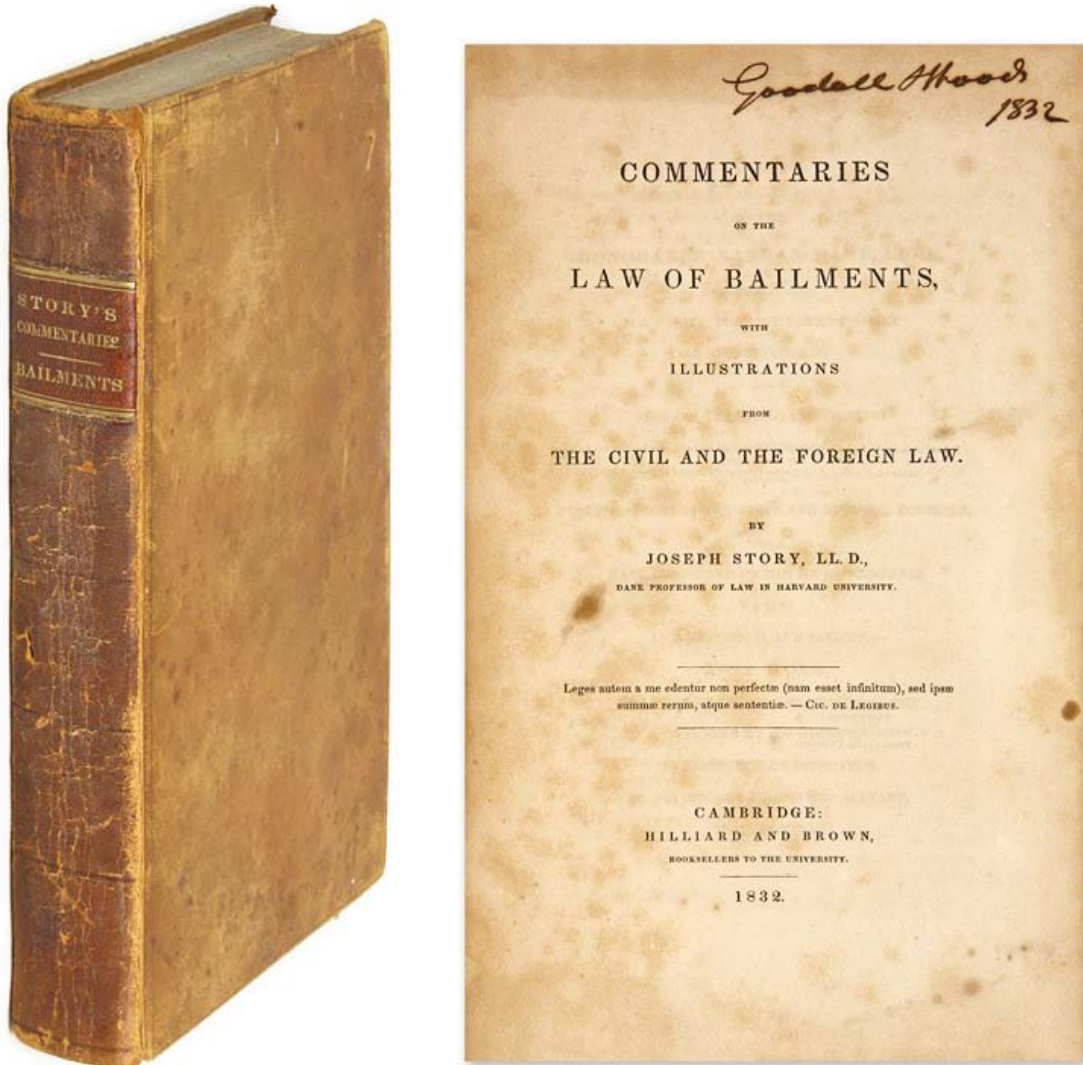 STORY'S
COMMENTARIES
BAILMENTS
Goodall
1832
COMMENTARIES
ON THE
LAW OF BAILMENTS,
WITH
ILLUSTRATIONS
FROM
THE CIVIL AND THE FOREIGN LAW.
BY
JOSEPH STORY, LL. D.,
DANE PROFESSOR OF LAW IN HARVARD UNIVERSITY.
Leges autem a me edentur non perfectæ (nam esset infinitum), sed ipsæ
summæ rerum, atque sententiæ. — CIC. DE LEGIBUS.
CAMBRIDGE:
HILLIARD AND BROWN,
BOOKSELLERS TO THE UNIVERSITY.
1832.